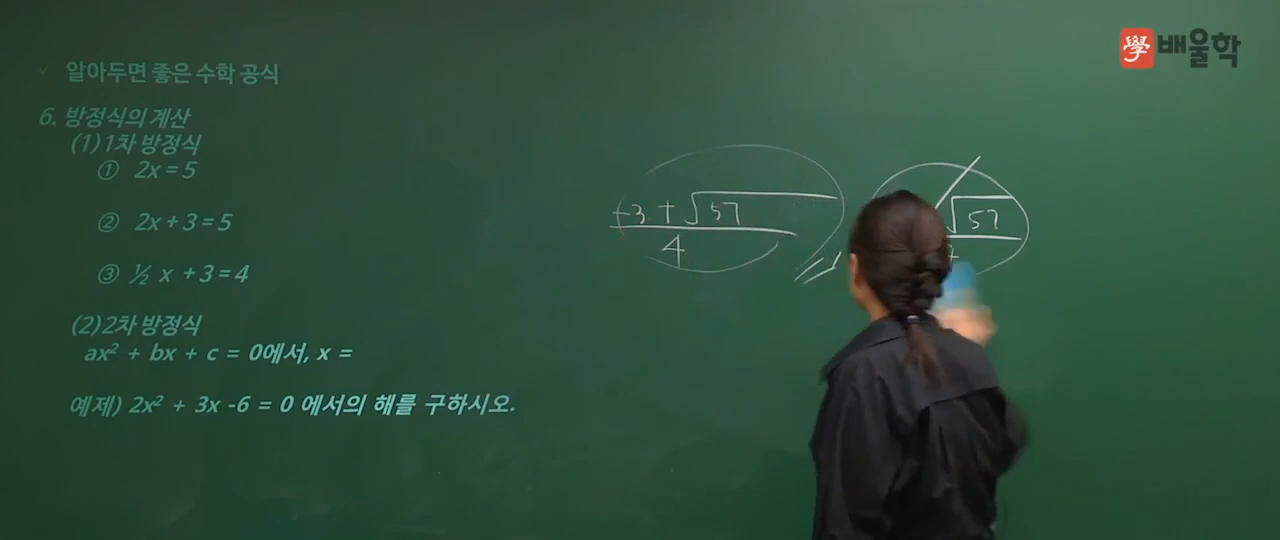 學 배울학
알아두면 좋은 수학 공식
6. 방정식의 계산
(1) 1차 방정식
① 2x = 5
② 2x + 3 = 5
③ ½ x + 3 = 4
(2) 2차 방정식
ax² + bx + c = 0에서, x =
예제) 2x² + 3x -6 = 0 에서의 해를 구하시오.
-3 + √57
4
√57